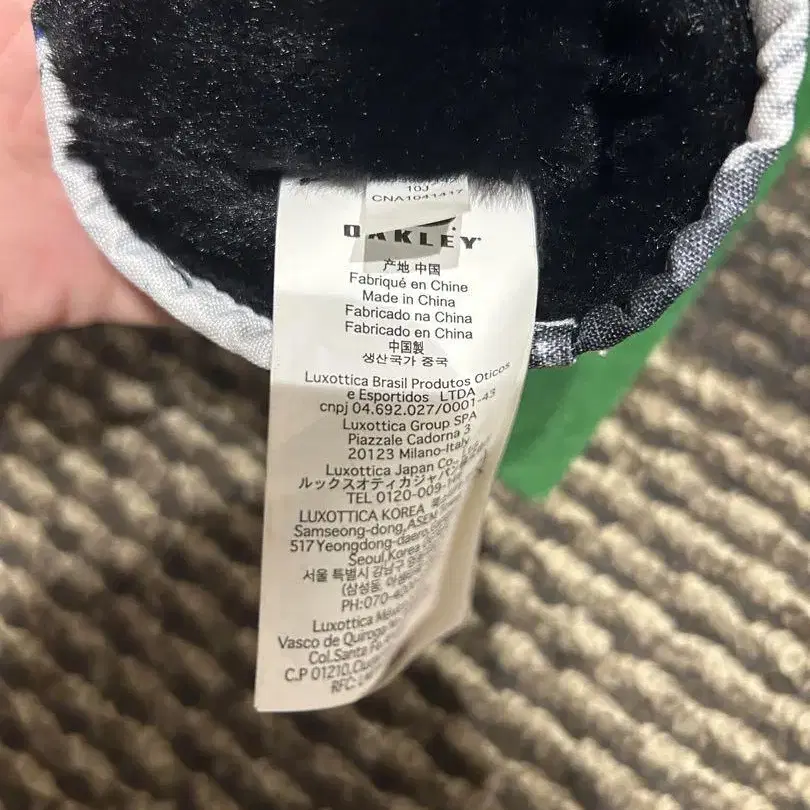 10J
CNA1041417
OAKLEY
产地 中国
Fabriqué en Chine
Made in China
Fabricado na China
Fabricado en China
中国製
생산국가 중국
Luxottica Brasil Produtos Oticos
e Esportidos LTDA
cnpj 04.692.027/0001-43
Luxottica Group SPA
Piazzale Cadorna 3
20123 Milano-Italy
Luxottica Japan Co.,
ルックスオティカジャパン
TEL 0120-009-
LUXOTTICA KOREA
Samseong-dong, ASEM
517 Yeongdong-daero,
Seoul, Korea
서울 특별시 강남구
(삼성동,
PH:070-
Luxottica
Vasco de Quiroga
Col. Santa Fe
C.P 01210,
RFC: